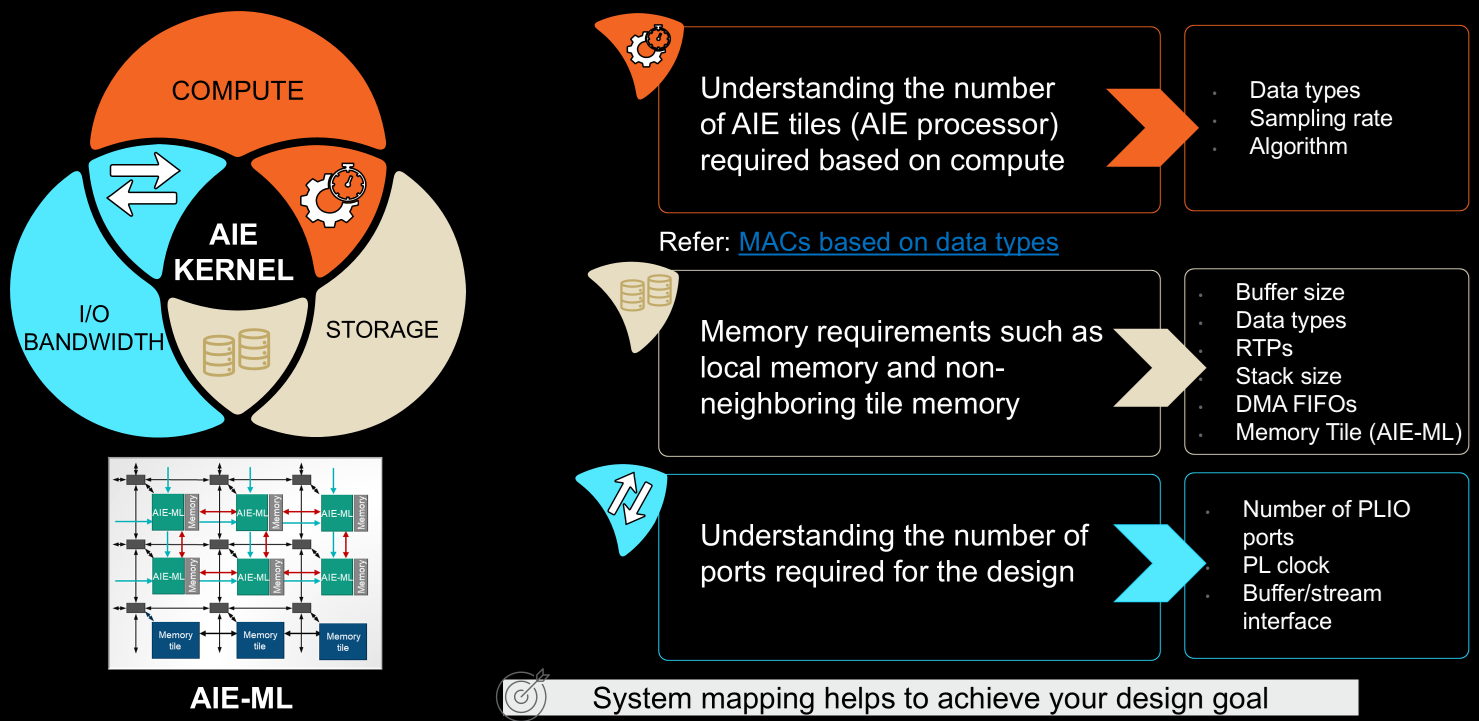 COMPUTE
I/O
BANDWIDTH
STORAGE
AIE
KERNEL
AIE-ML
Memory
AIE-ML
Memory
AIE-ML
Memory
AIE-ML
Memory
AIE-ML
Memory
AIE-ML
Memory
Memory
tile
Memory
tile
Memory
tile
AIE-ML
Understanding the number
of AIE tiles (AIE processor)
required based on compute
Data types
Sampling rate
Algorithm
Refer: MACs based on data types
Memory requirements such as
local memory and non-
neighboring tile memory
Buffer size
Data types
RTPs
Stack size
DMA FIFOs
Memory Tile (AIE-ML)
Understanding the number of
ports required for the design
Number of PLIO
ports
PL clock
Buffer/stream
interface
System mapping helps to achieve your design goal